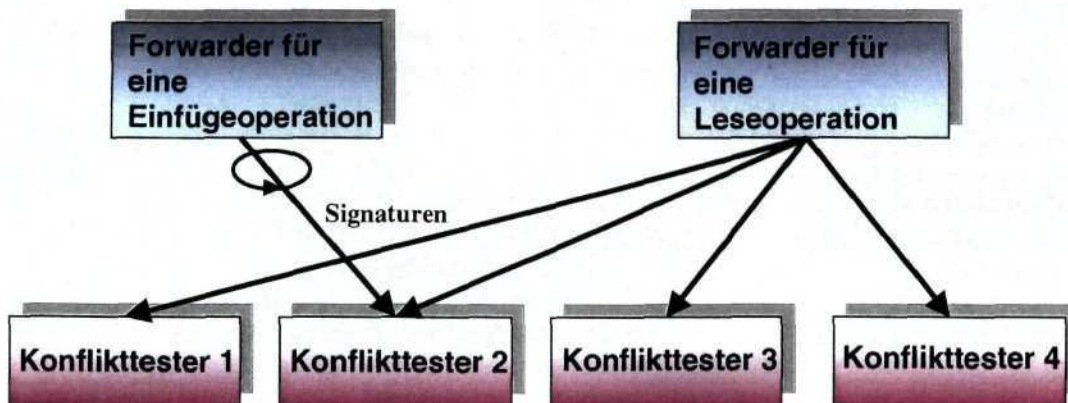 Forwarder für
eine
Einfügeoperation
Forwarder für
eine
Leseoperation
Signaturen
Konflikttester 1
Konflikttester 2
Konflikttester 3
Konflikttester 4